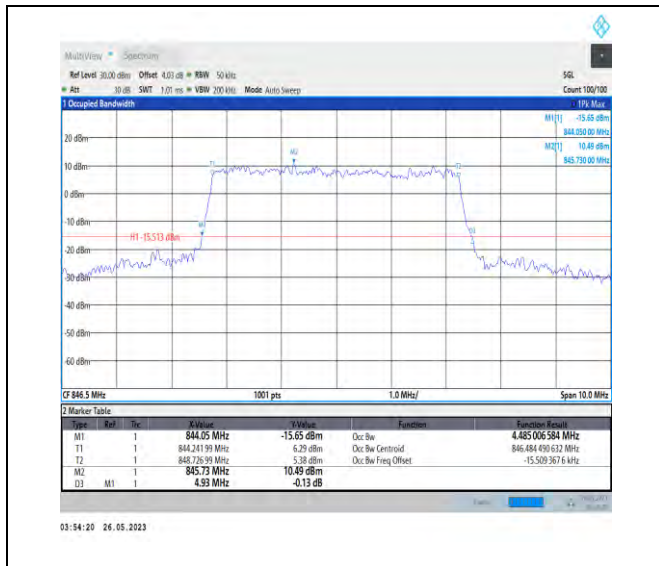 MultiView Spectrum
Ref Level 30.00 dBm Offset 4.03 dB RBW 50 kHz SGL
Att 30 dB SWT 1.01 ms VBW 200 kHz Mode Auto Sweep Count 100/100
1 Occupied Bandwidth 1Pk Max
M1[1] -15.65 dBm
844.050 00 MHz
M2[1] 10.49 dBm
845.730 00 MHz
20 dBm
M2
10 dBm
T1
T2
0 dBm
-10 dBm
M1
D3
H1 -15.513 dBm
-20 dBm
-30 dBm
-40 dBm
-50 dBm
-60 dBm
CF 846.5 MHz 1001 pts 1.0 MHz/ Span 10.0 MHz
2 Marker Table
Type Ref Trc X-Value Y-Value Function Function Result
M1 1 844.05 MHz -15.65 dBm Occ Bw 4.485 006 584 MHz
T1 1 844.241 99 MHz 6.29 dBm Occ Bw Centroid 846.484 490 632 MHz
T2 1 848.726 99 MHz 5.38 dBm Occ Bw Freq Offset -15.509 367 6 kHz
M2 1 845.73 MHz 10.49 dBm
D3 M1 1 4.93 MHz -0.13 dB
03:54:20 26.05.2023